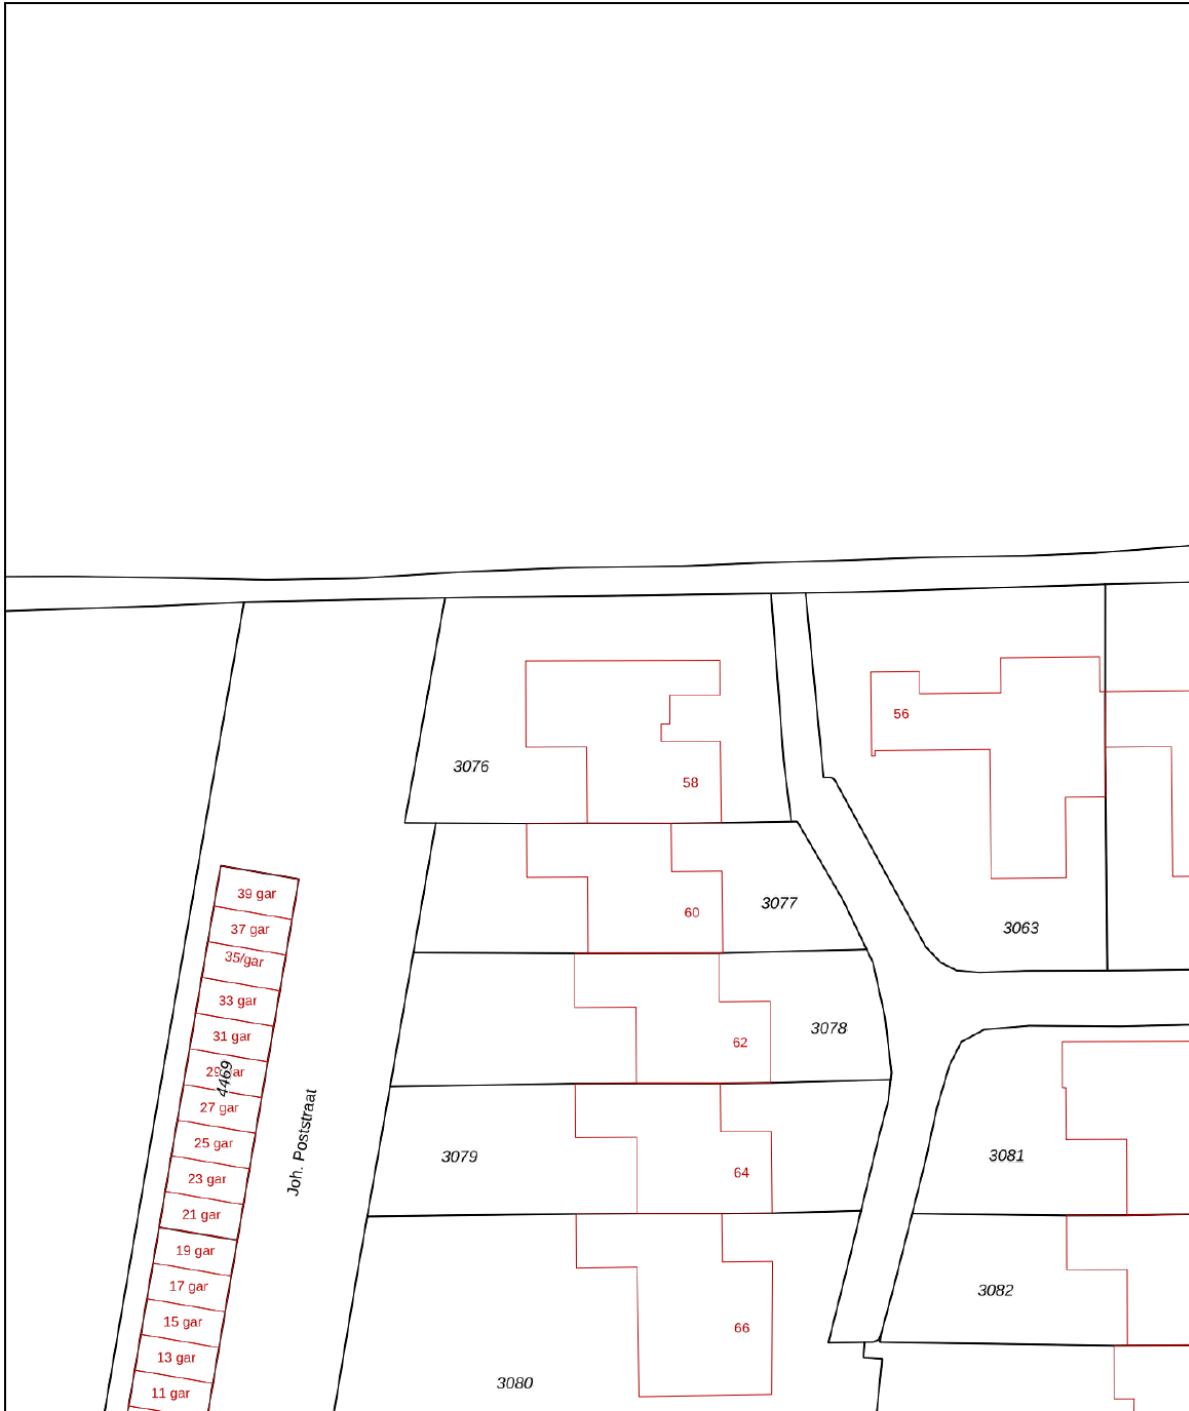 56
3076
58
39 gar
60
3077
37 gar
3063
35/gar
33 gar
3078
31 gar
62
29 gar
4469
27 gar
Joh. Poststraat
25 gar
3079
3081
64
23 gar
21 gar
19 gar
17 gar
3082
15 gar
66
13 gar
3080
11 gar